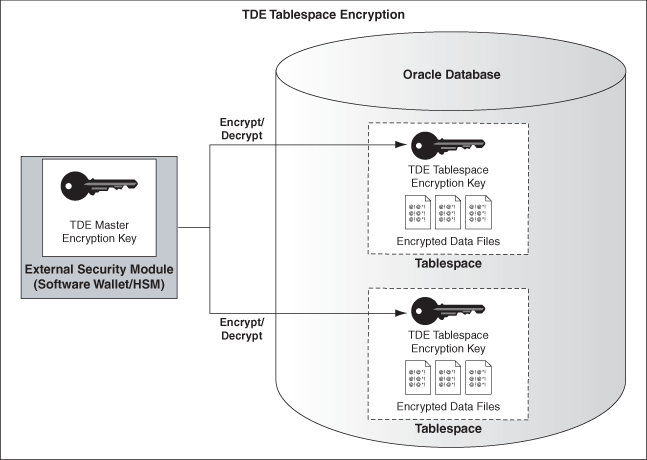 TDE Tablespace Encryption
Oracle Database
Encrypt/
Decrypt
TDE Master
Encryption Key
External Security Module
(Software Wallet/HSM)
TDE Tablespace
Encryption Key
Encrypted Data Files
Tablespace
Encrypt/
Decrypt
TDE Tablespace
Encryption Key
Encrypted Data Files
Tablespace